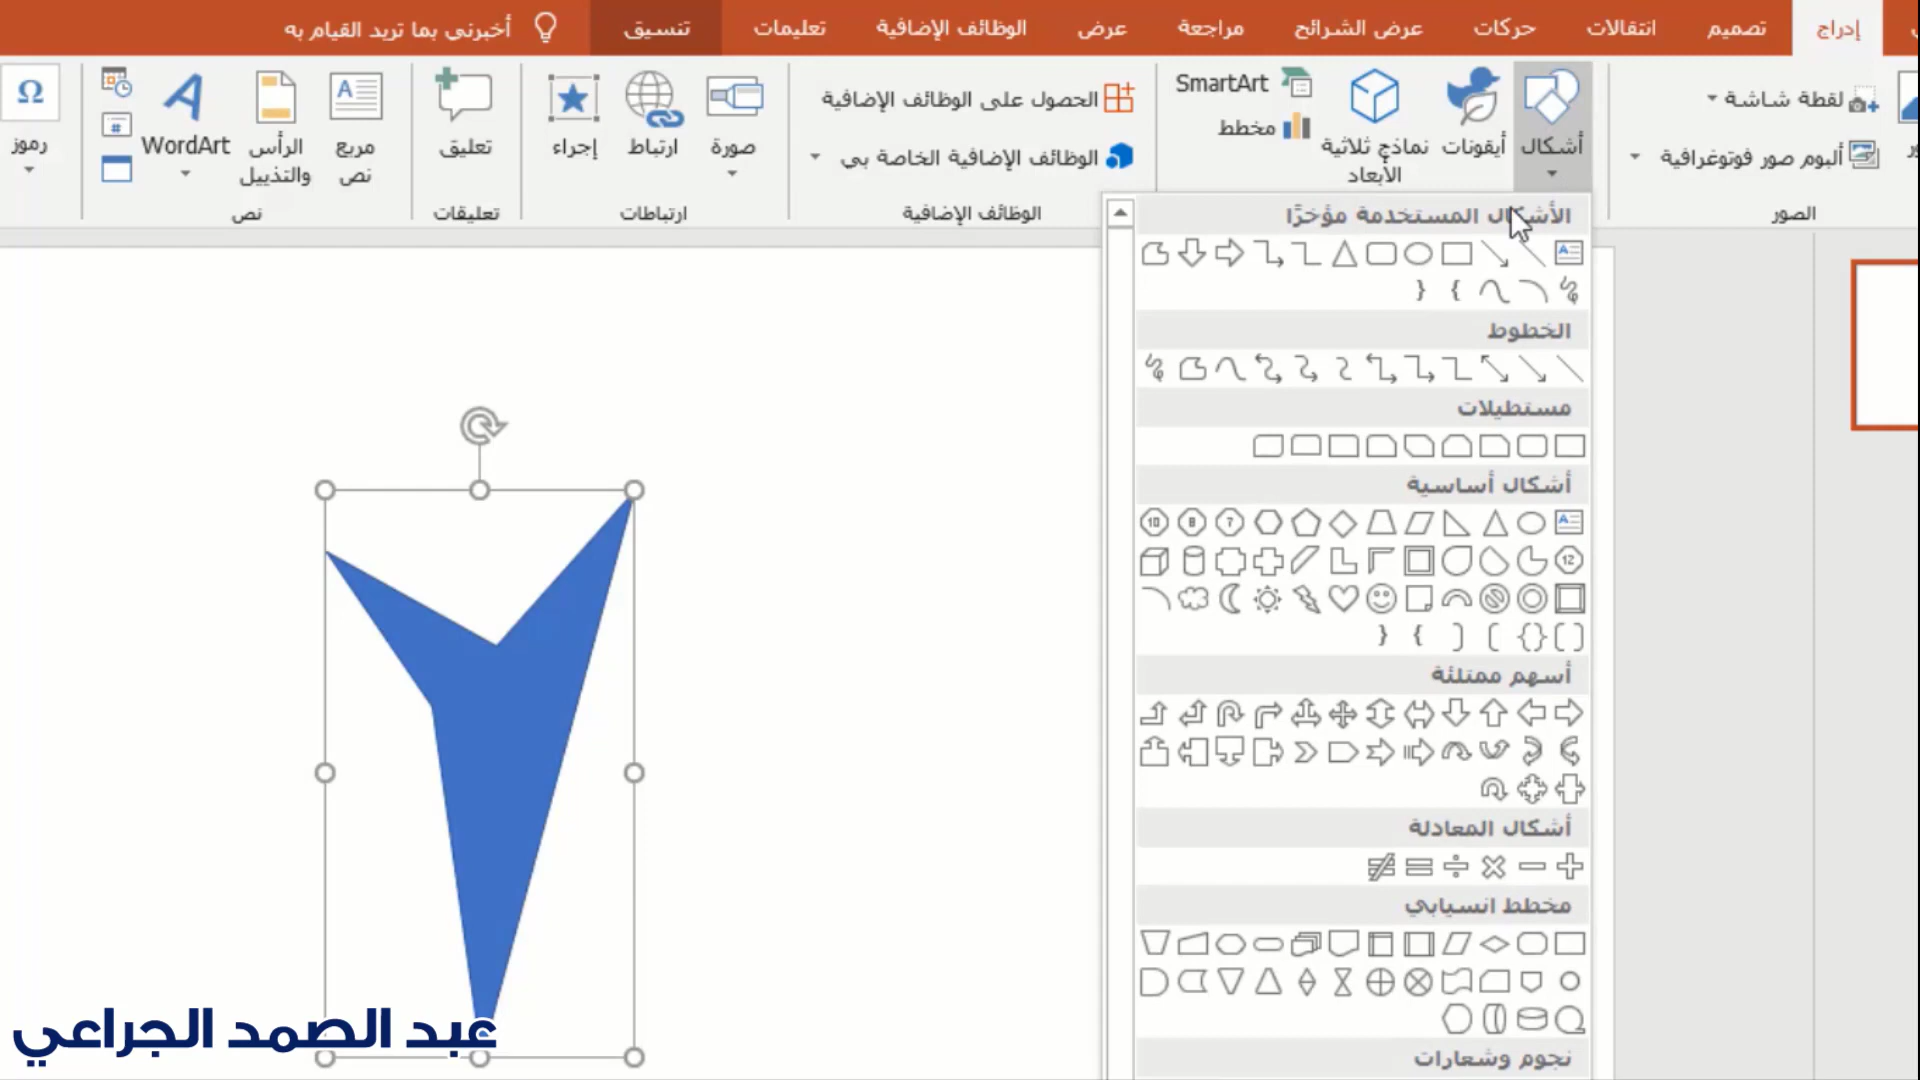 إدراج
تصميم
انتقالات
حركات
عرض الشرائح
مراجعة
عرض
الوظائف الإضافية
تعليمات
تنسيق
أخبرني بما تريد القيام به
لقطة شاشة
ألبوم صور فوتوغرافية
الصور
أشكال
أيقونات
نماذج ثلاثية
الأبعاد
SmartArt
مخطط
الحصول على الوظائف الإضافية
الوظائف الإضافية الخاصة بي
الوظائف الإضافية
صورة
ارتباط
إجراء
ارتباطات
تعليق
تعليقات
مربع
نص
الرأس
والتذييل
WordArt
نص
رموز
الأشكال المستخدمة مؤخرًا
الخطوط
مستطيلات
أشكال أساسية
أسهم ممتلئة
أشكال المعادلة
مخطط انسيابي
نجوم وشعارات
عبد الصمد الجراعي